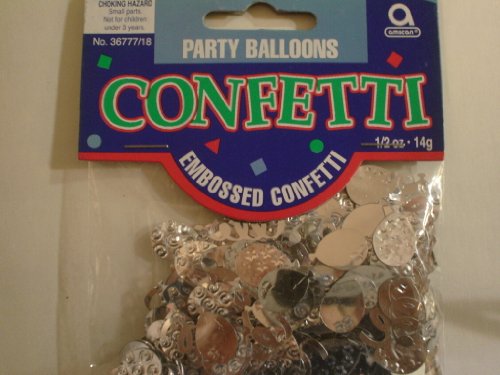 CHOKING HAZARD
Small parts.
Not for children
under 3 years.
No. 36777/18
PARTY BALLOONS
amscan®
CONFETTI
1/2 oz • 14g
EMBOSSED CONFETTI